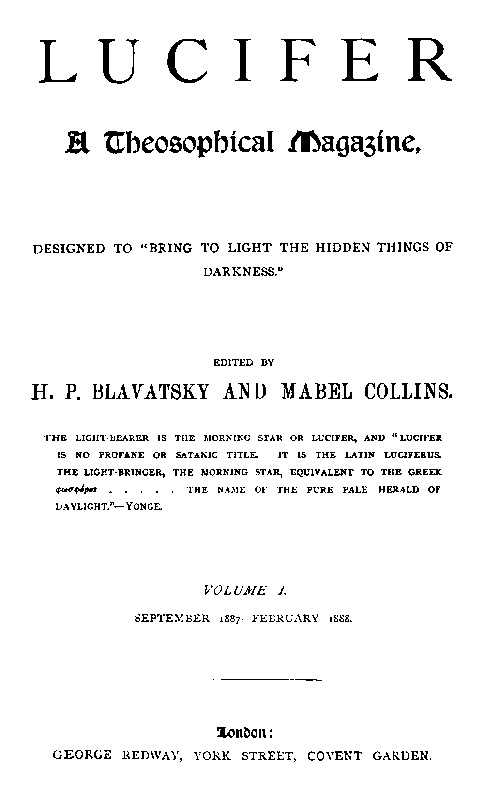 LUCIFER
A Theosophical Magazine,
DESIGNED TO "BRING TO LIGHT THE HIDDEN THINGS OF
DARKNESS."
EDITED BY
H. P. BLAVATSKY AND MABEL COLLINS.
THE LIGHT-BEARER IS THE MORNING STAR OR LUCIFER, AND "LUCIFER
IS NO PROFANE OR SATANIC TITLE. IT IS THE LATIN LUCIFERUS,
THE LIGHT-BRINGER, THE MORNING STAR, EQUIVALENT TO THE GREEK
φωσφόρος . . . . . THE NAME OF THE PURE PALE HERALD OF
DAYLIGHT."—YONGE.
VOLUME I.
SEPTEMBER 1887- FEBRUARY 1888.
London:
GEORGE REDWAY, YORK STREET, COVENT GARDEN.